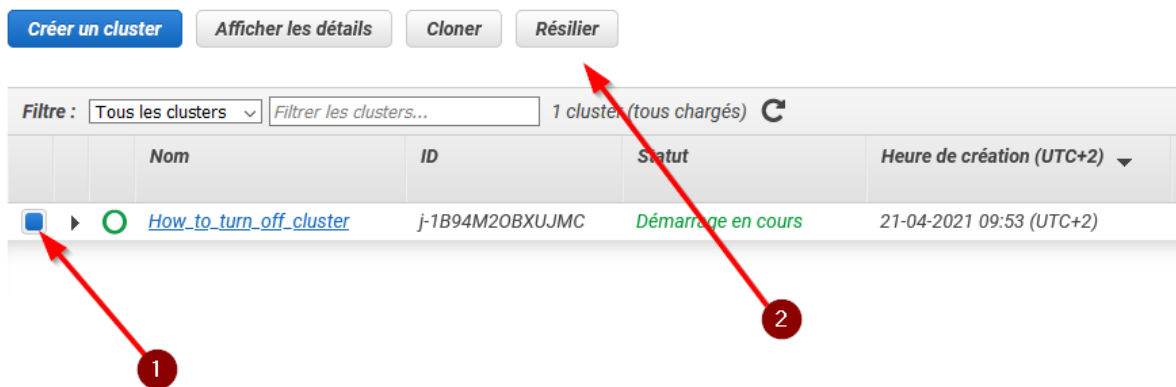 Créer un cluster Afficher les détails Cloner Résilier
Filtre : Tous les clusters Filtrer les clusters... 1 cluster (tous chargés)
Nom ID Statut Heure de création (UTC+2)
How_to_turn_off_cluster j-1B94M2OBXUJMC Démarrage en cours 21-04-2021 09:53 (UTC+2)
2
1